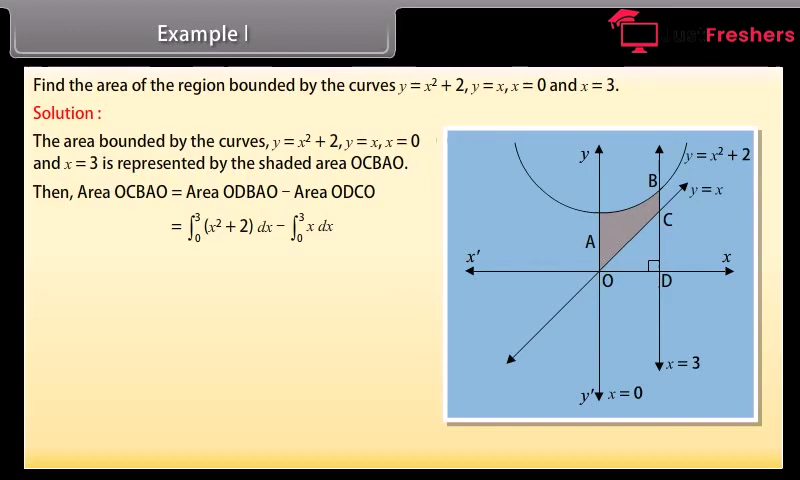 Example I
JustFreshers
Find the area of the region bounded by the curves y = x² + 2, y = x, x = 0 and x = 3.
Solution :
The area bounded by the curves, y = x² + 2, y = x, x = 0
and x = 3 is represented by the shaded area OCBAO.
Then, Area OCBAO = Area ODBAO − Area ODCO
= ∫₀³ (x² + 2) dx − ∫₀³ x dx
y
y = x² + 2
B
y = x
C
A
x′
x
O
D
x = 3
y′
x = 0